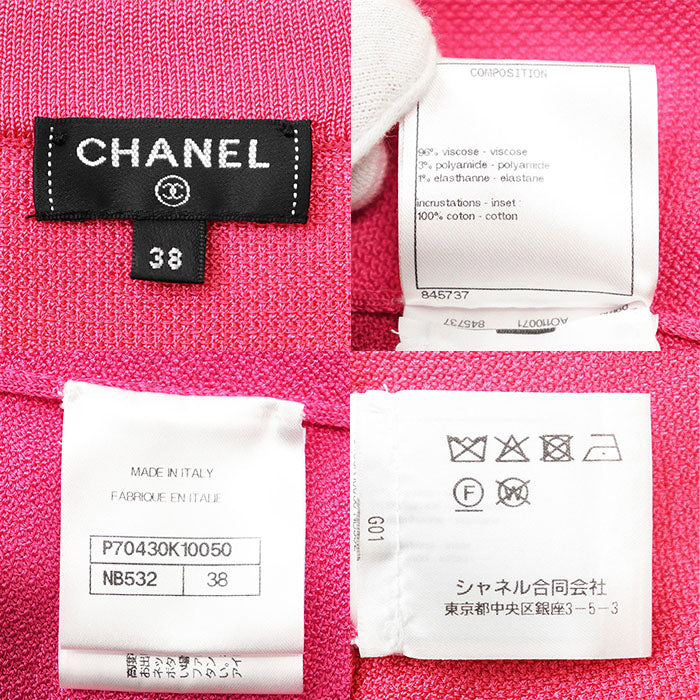 CHANEL
38
COMPOSITION
96% viscose - viscose
3% polyamide - polyamide
1% elasthanne - elastane
incrustations - inset
100% coton - cotton
845737
AO110071
845737
MADE IN ITALY
FABRIQUE EN ITALIE
P70430K10050
NB532 38
F
W
G01
シャネル合同会社
東京都中央区銀座3-5-3